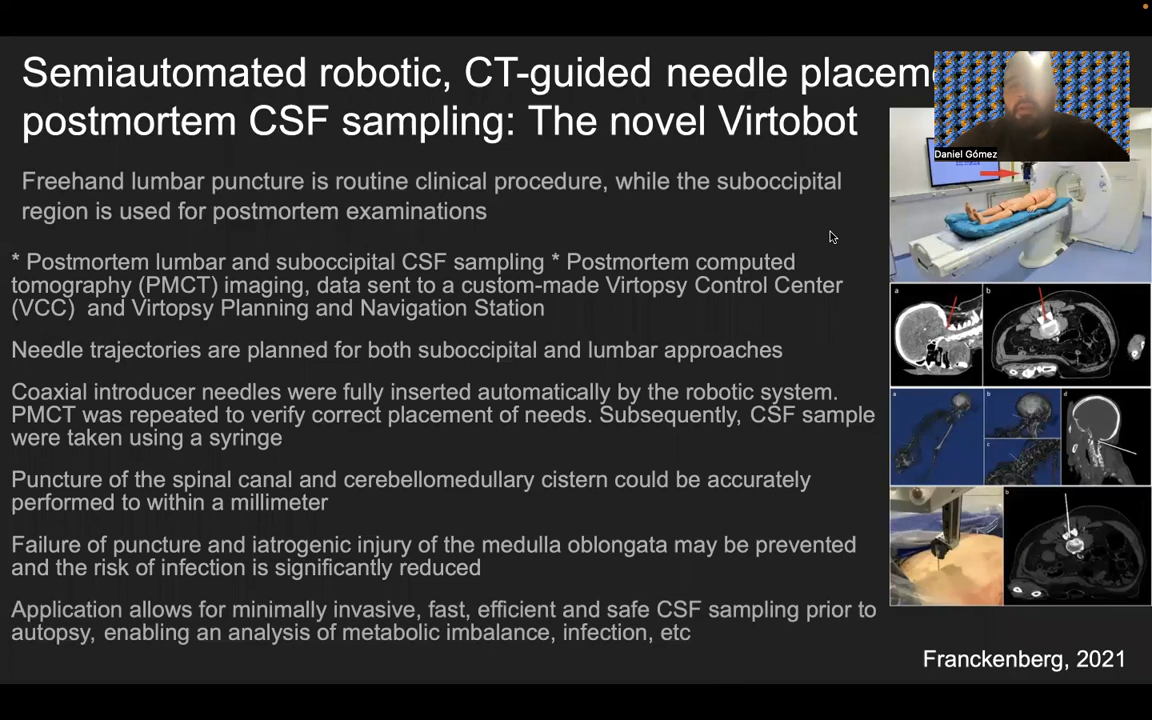 Semiautomated robotic, CT-guided needle placem
postmortem CSF sampling: The novel Virtobot
Daniel Gómez
Freehand lumbar puncture is routine clinical procedure, while the suboccipital
region is used for postmortem examinations
* Postmortem lumbar and suboccipital CSF sampling * Postmortem computed
tomography (PMCT) imaging, data sent to a custom-made Virtopsy Control Center
(VCC) and Virtopsy Planning and Navigation Station
Needle trajectories are planned for both suboccipital and lumbar approaches
Coaxial introducer needles were fully inserted automatically by the robotic system.
PMCT was repeated to verify correct placement of needs. Subsequently, CSF sample
were taken using a syringe
Puncture of the spinal canal and cerebellomedullary cistern could be accurately
performed to within a millimeter
Failure of puncture and iatrogenic injury of the medulla oblongata may be prevented
and the risk of infection is significantly reduced
Application allows for minimally invasive, fast, efficient and safe CSF sampling prior to
autopsy, enabling an analysis of metabolic imbalance, infection, etc
a
b
a
b
c
d
b
Franckenberg, 2021